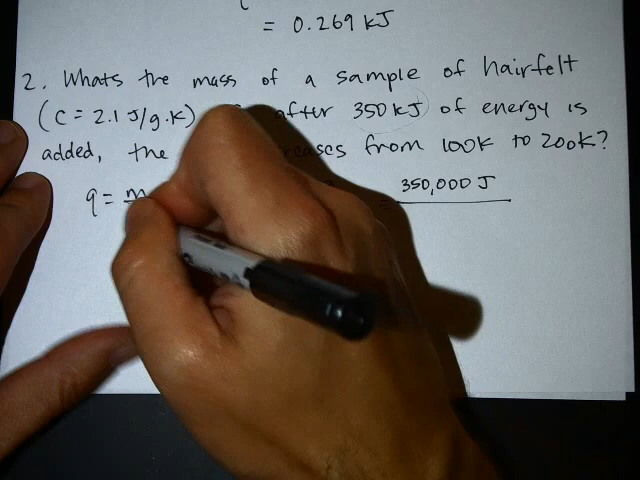 = 0.269 kJ
2. Whats the mass of a sample of hairfelt
(C = 2.1 J/g.K) after 350 kJ of energy is
added, the from 100K to 200K?
q = m = 350,000 J